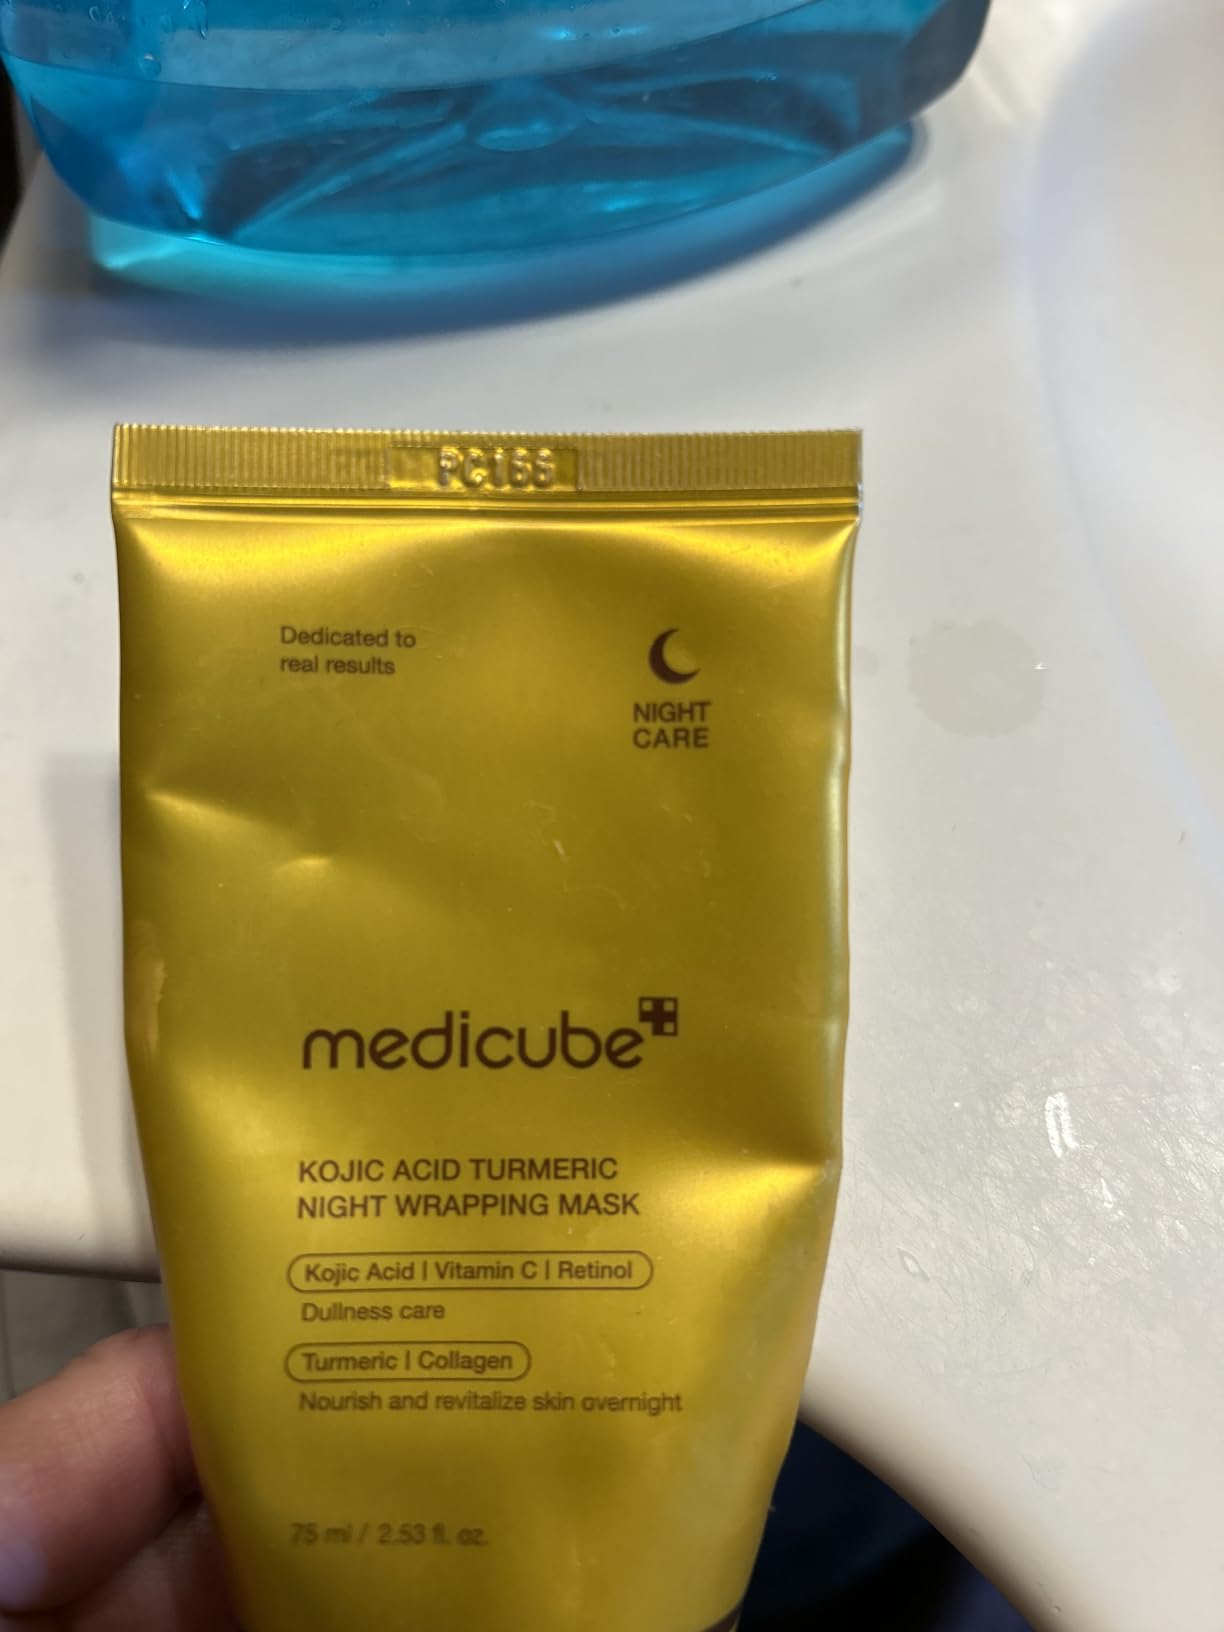 PC166
Dedicated to
real results
NIGHT
CARE
medicube
KOJIC ACID TURMERIC
NIGHT WRAPPING MASK
Kojic Acid | Vitamin C | Retinol
Dullness care
Turmeric | Collagen
Nourish and revitalize skin overnight
75 ml / 2.53 fl. oz.